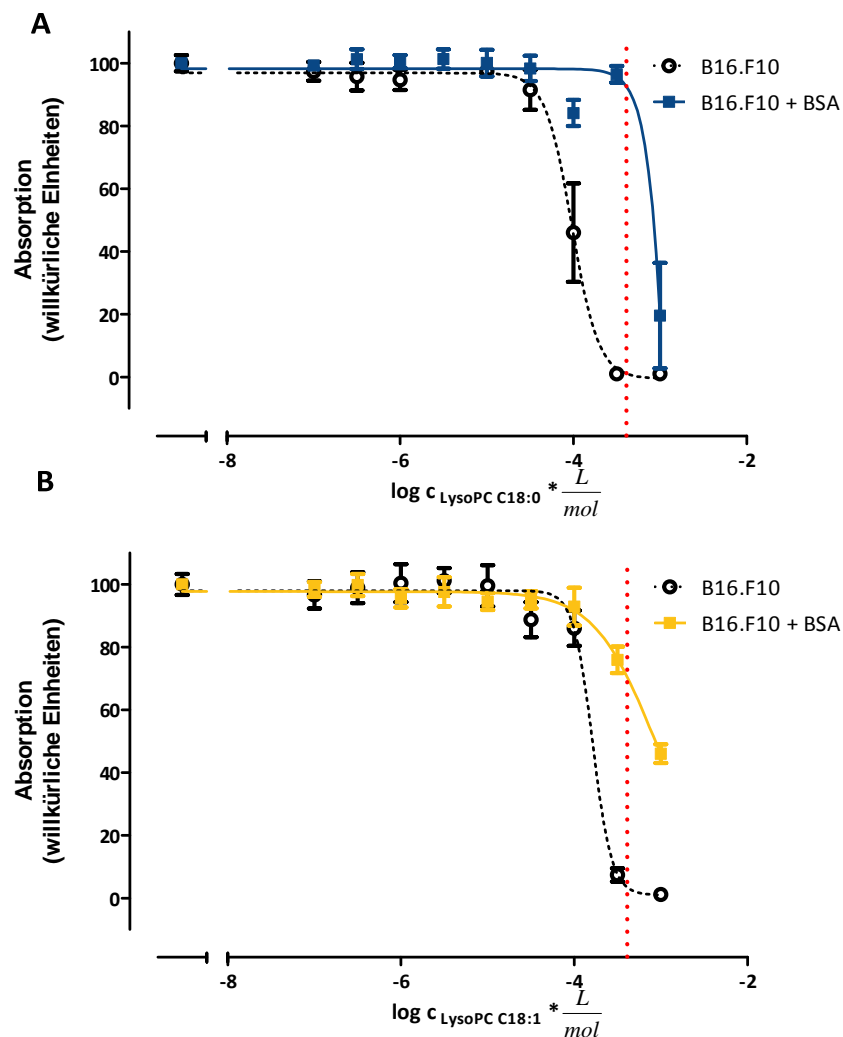 A
B16.F10
B16.F10 + BSA
Absorption
(willkürliche EInheiten)
100
80
60
40
20
0
-8
-6
-4
-2
log c LysoPC C18:0 * L
mol
B
B16.F10
B16.F10 + BSA
Absorption
(willkürliche EInheiten)
100
80
60
40
20
0
-8
-6
-4
-2
log c LysoPC C18:1 * L
mol